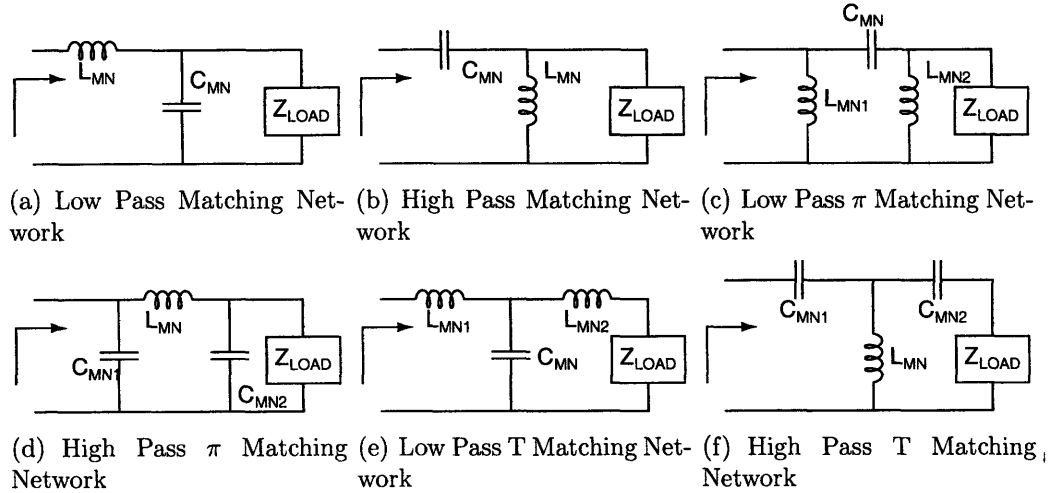 L_MN
C_MN
Z_LOAD
C_MN
L_MN
Z_LOAD
C_MN
L_MN1
L_MN2
Z_LOAD
(a) Low Pass Matching Net-
work
(b) High Pass Matching Net-
work
(c) Low Pass π Matching Net-
work
L_MN
C_MN1
C_MN2
Z_LOAD
L_MN1
L_MN2
C_MN
Z_LOAD
C_MN1
C_MN2
L_MN
Z_LOAD
(d) High Pass π Matching
Network
(e) Low Pass T Matching Net-
work
(f) High Pass T Matching
Network